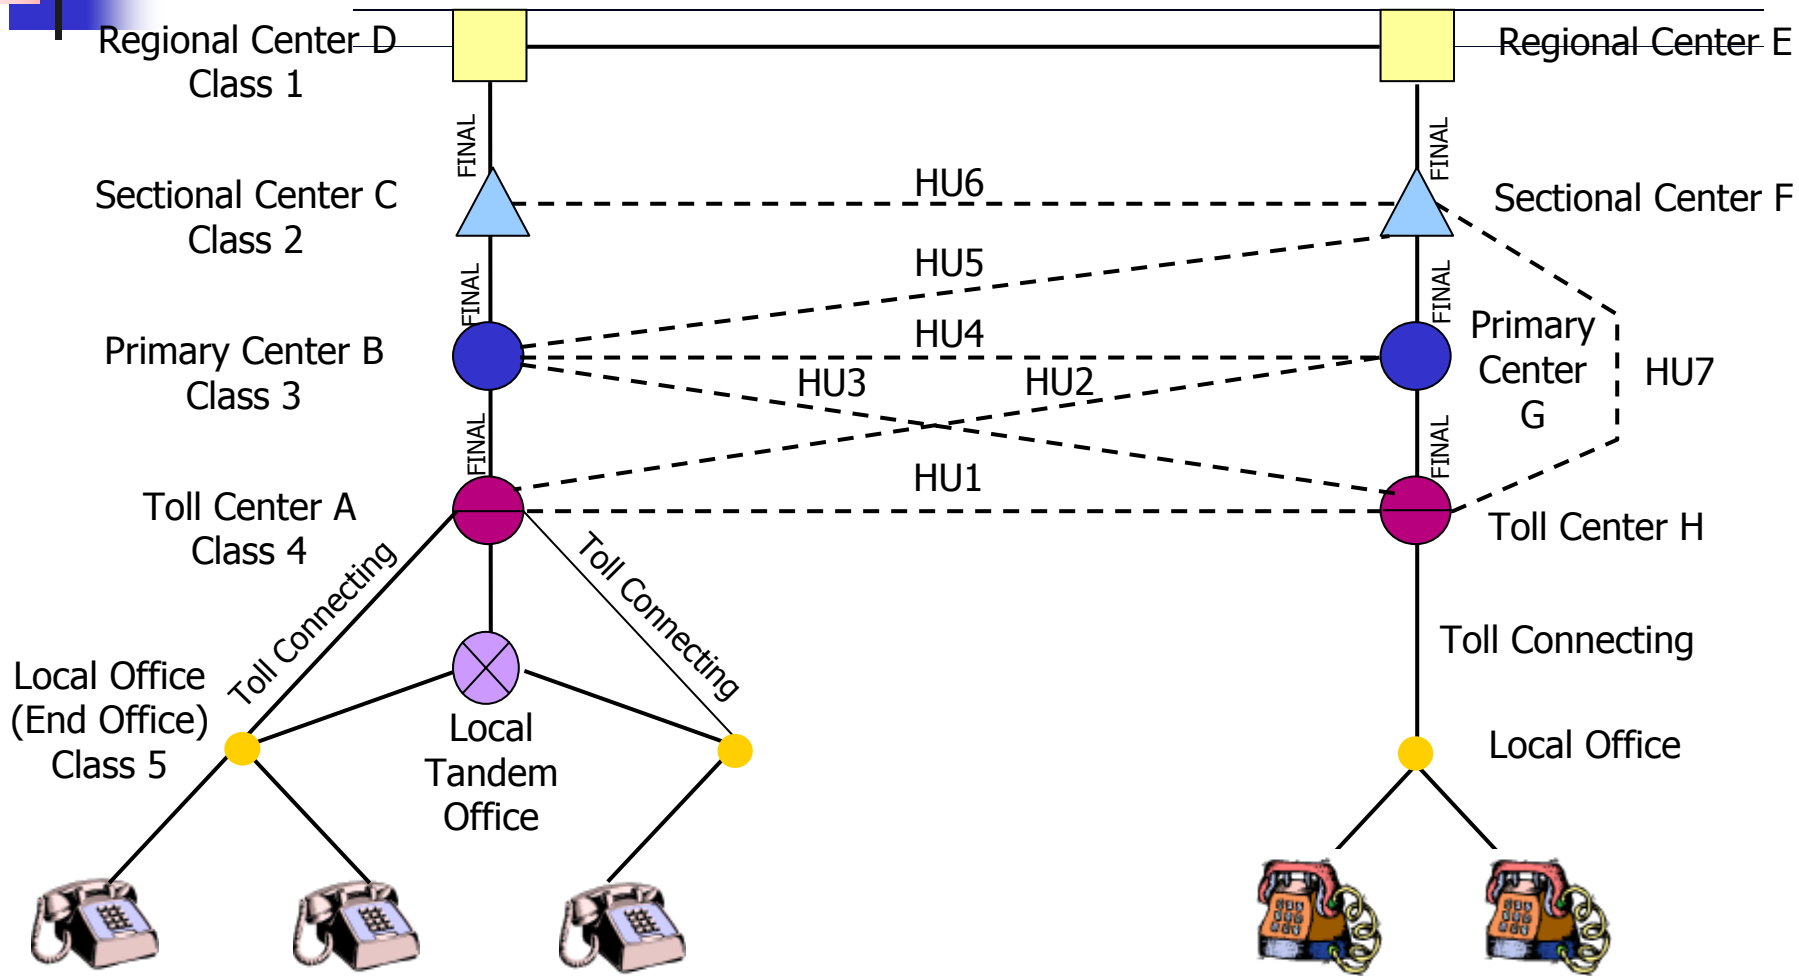 Regional Center D
Class 1
Regional Center E
FINAL
FINAL
Sectional Center C
Class 2
HU6
Sectional Center F
HU5
FINAL
FINAL
Primary Center B
Class 3
HU4
HU3
HU2
Primary
Center
G
HU7
FINAL
FINAL
HU1
Toll Center A
Class 4
Toll Center H
Toll Connecting
Toll Connecting
Toll Connecting
Local Office
(End Office)
Class 5
Local
Tandem
Office
Local Office